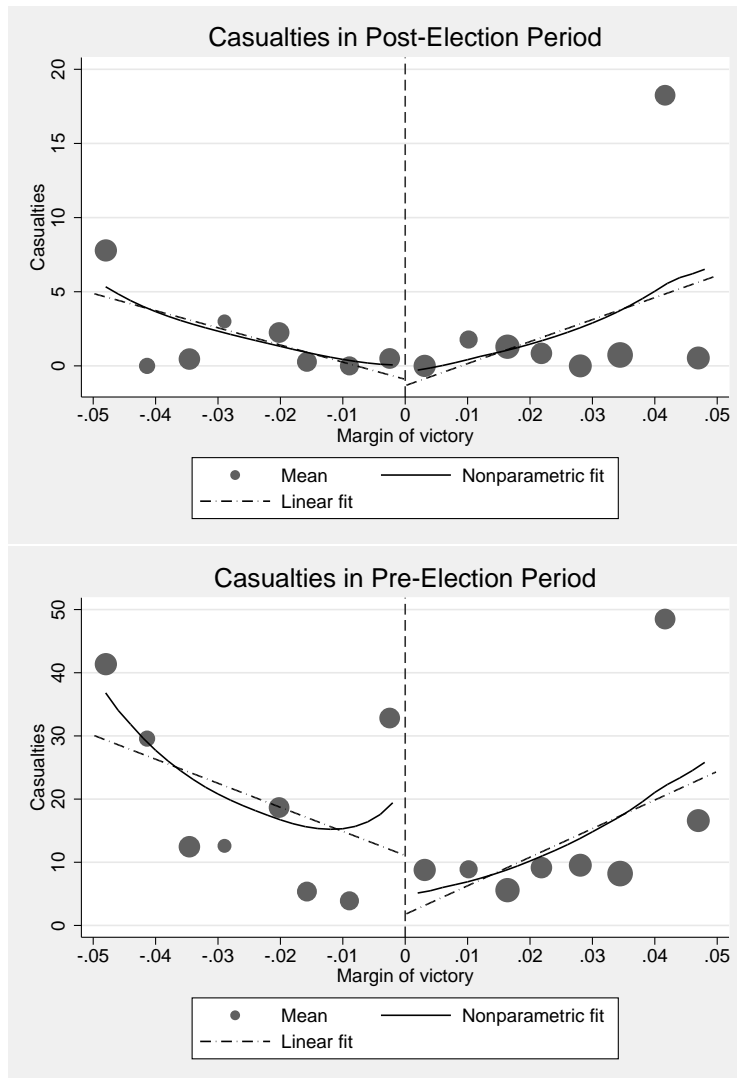 Casualties in Post-Election Period
20
15
10
5
0
Casualties
-.05 -.04 -.03 -.02 -.01 0 .01 .02 .03 .04 .05
Margin of victory
Mean Nonparametric fit
Linear fit
Casualties in Pre-Election Period
50
40
30
20
10
0
Casualties
-.05 -.04 -.03 -.02 -.01 0 .01 .02 .03 .04 .05
Margin of victory
Mean Nonparametric fit
Linear fit